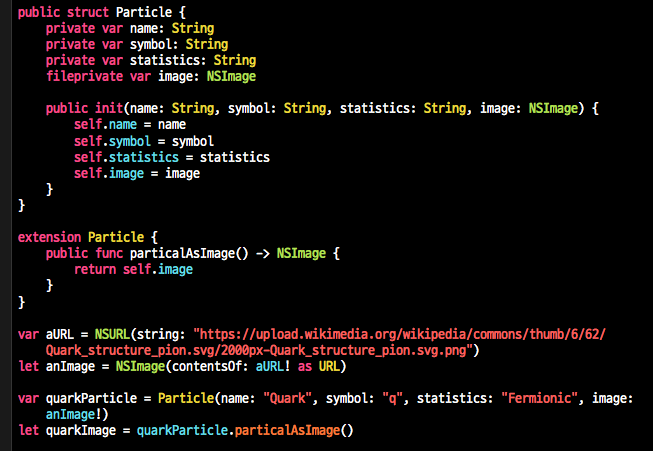 public struct Particle {
private var name: String
private var symbol: String
private var statistics: String
fileprivate var image: NSImage
public init(name: String, symbol: String, statistics: String, image: NSImage) {
self.name = name
self.symbol = symbol
self.statistics = statistics
self.image = image
}
}
extension Particle {
public func particalAsImage() -> NSImage {
return self.image
}
}
var aURL = NSURL(string: "https://upload.wikimedia.org/wikipedia/commons/thumb/6/62/
Quark_structure_pion.svg/2000px-Quark_structure_pion.svg.png")
let anImage = NSImage(contentsOf: aURL! as URL)
var quarkParticle = Particle(name: "Quark", symbol: "q", statistics: "Fermionic", image:
anImage!)
let quarkImage = quarkParticle.particalAsImage()